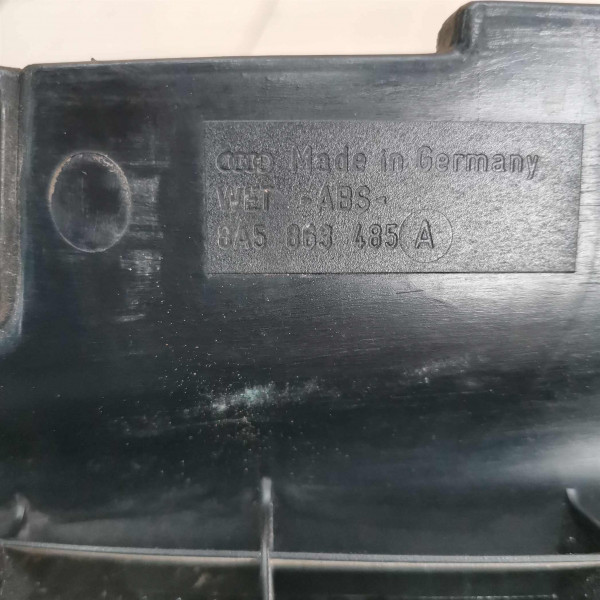 Made in Germany
WET >ABS<
8A5 863 485 A